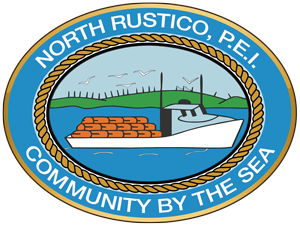 NORTH RUSTICO, P.E.I.
COMMUNITY BY THE SEA